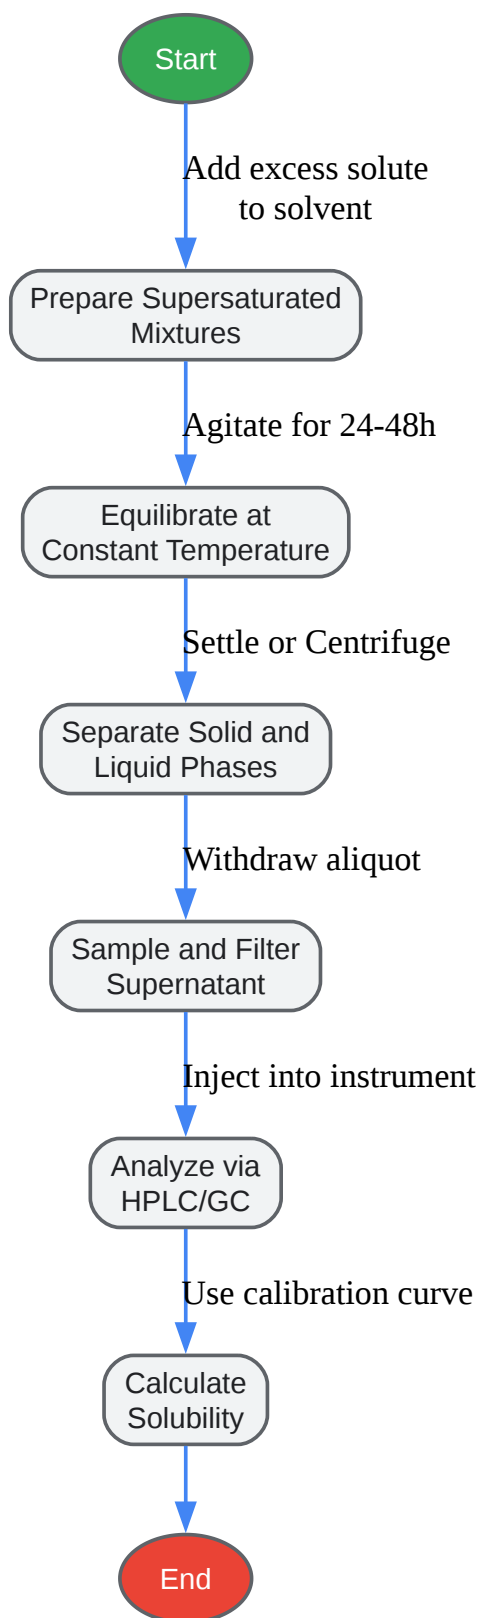 Start
Add excess solute
to solvent
Prepare Supersaturated
Mixtures
Agitate for 24-48h
Equilibrate at
Constant Temperature
Settle or Centrifuge
Separate Solid and
Liquid Phases
Withdraw aliquot
Sample and Filter
Supernatant
Inject into instrument
Analyze via
HPLC/GC
Use calibration curve
Calculate
Solubility
End